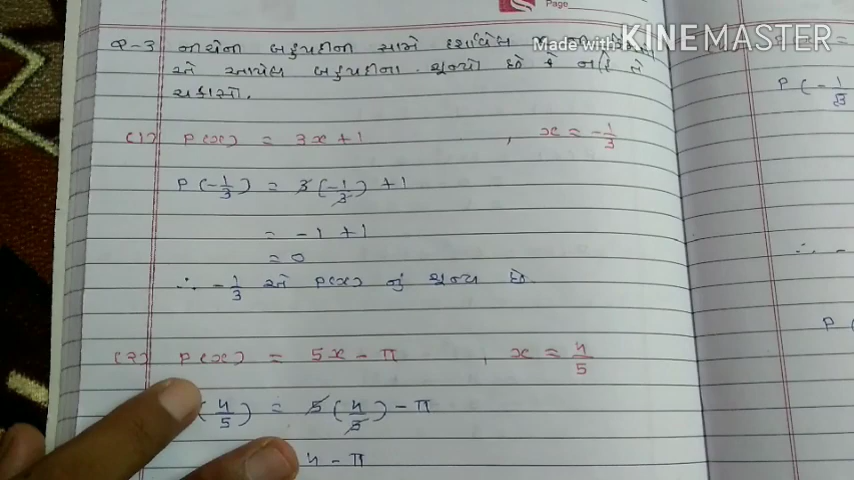 Page
Made with KINEMASTER
પ્ર-3 નીચેના બહુપદીના સામે દર્શાવેલ
એ આપેલ બહુપદીના શૂન્યો છે કે નહિ તે
ચકાસો.
(1) P(x) = 3x + 1 , x = -1/3
P(-1/3) = 3(-1/3) + 1
= -1 + 1
= 0
∴ -1/3 એ P(x) નું શૂન્ય છે.
(2) P(x) = 5x - π , x = 4/5
(4/5) = 5(4/5) - π
4 - π
P(-1/3
∴ -
P(